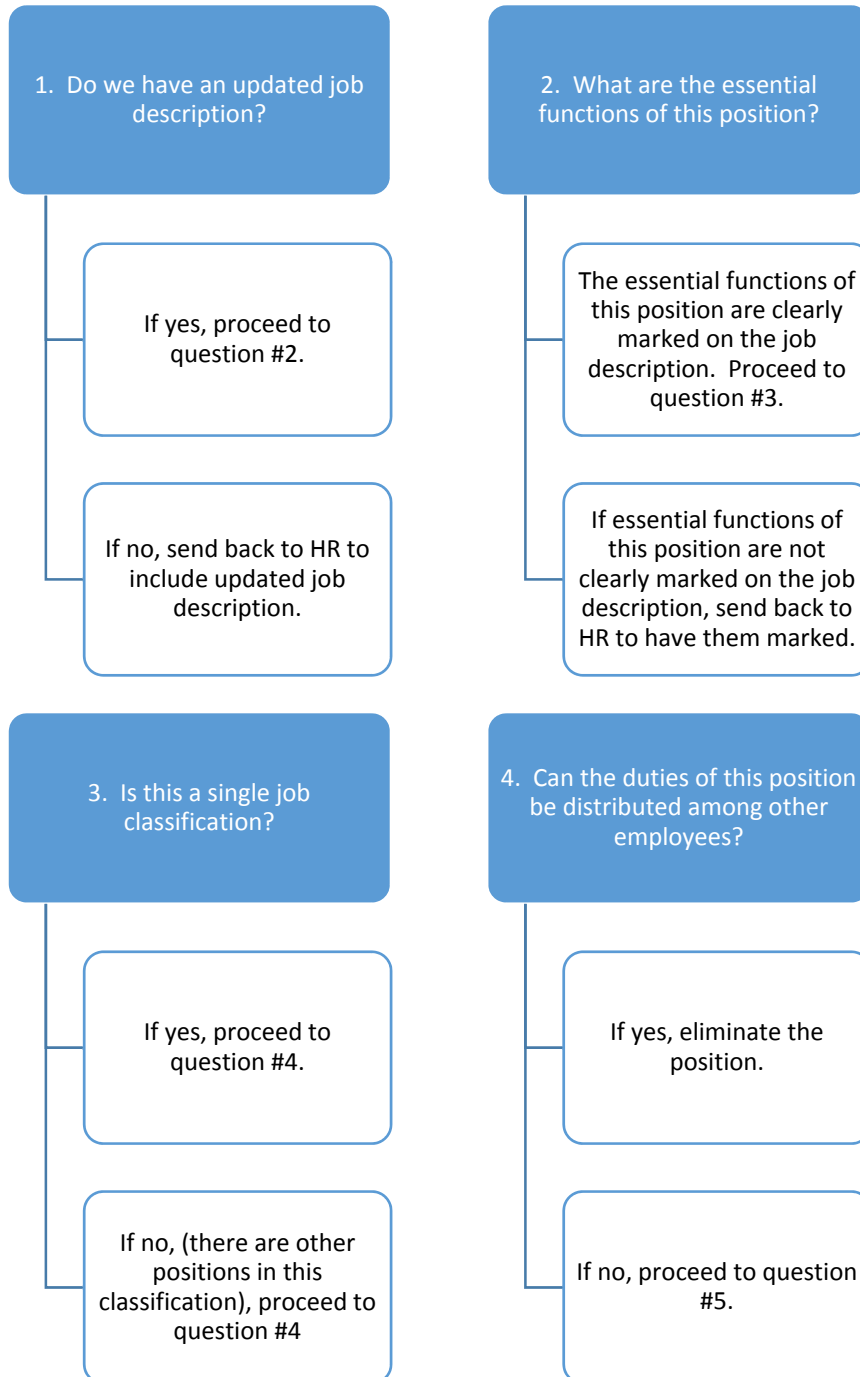 1. Do we have an updated job
description?
If yes, proceed to
question #2.
If no, send back to HR to
include updated job
description.
2. What are the essential
functions of this position?
The essential functions of
this position are clearly
marked on the job
description. Proceed to
question #3.
If essential functions of
this position are not
clearly marked on the job
description, send back to
HR to have them marked.
3. Is this a single job
classification?
If yes, proceed to
question #4.
If no, (there are other
positions in this
classification), proceed to
question #4
4. Can the duties of this position
be distributed among other
employees?
If yes, eliminate the
position.
If no, proceed to question
#5.